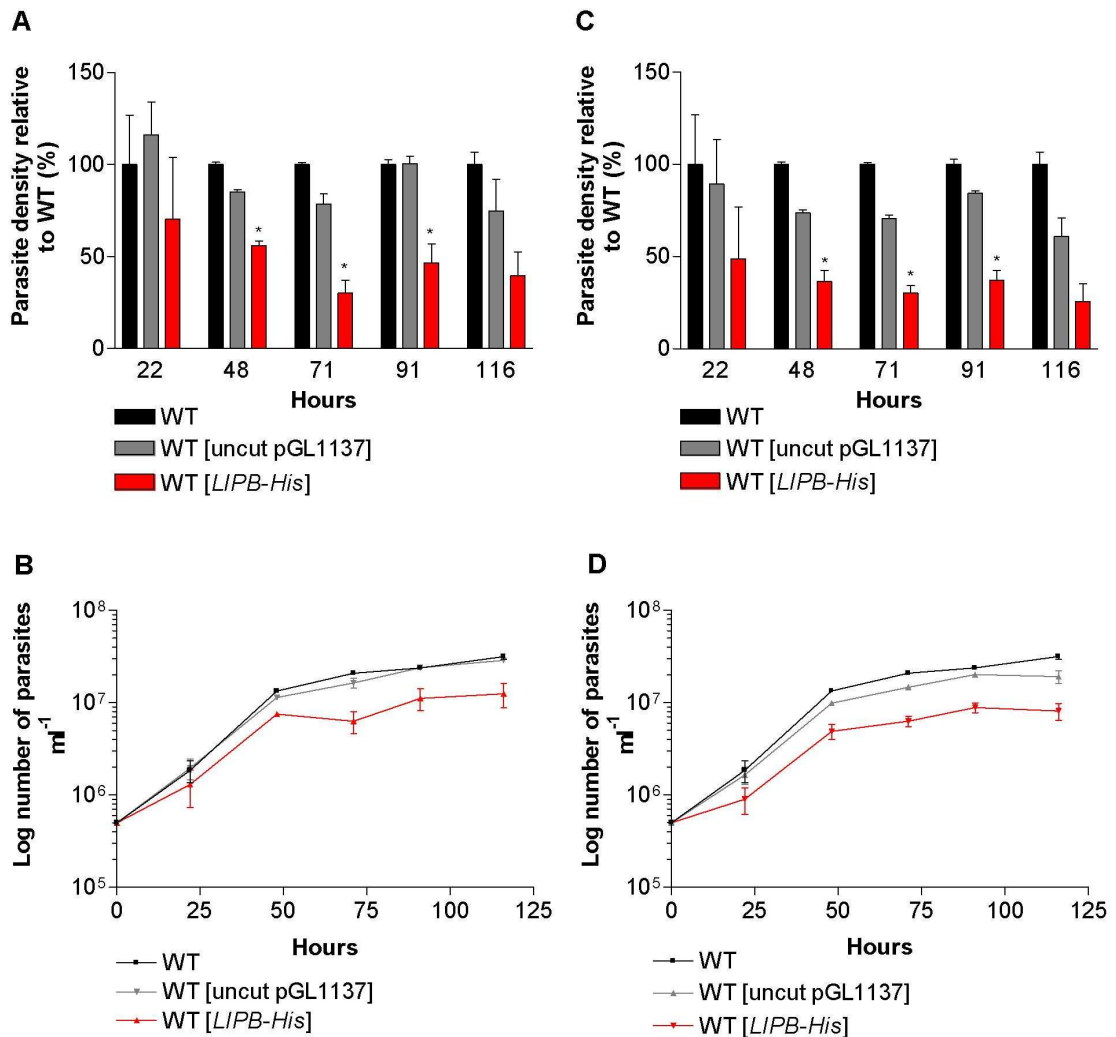 A
Parasite density relative
to WT (%)
150
100
50
0
*
*
*
22 48 71 91 116
Hours
WT
WT [uncut pGL1137]
WT [LIPB-His]
C
Parasite density relative
to WT (%)
150
100
50
0
*
*
*
22 48 71 91 116
Hours
WT
WT [uncut pGL1137]
WT [LIPB-His]
B
Log number of parasites
ml⁻¹
10⁸
10⁷
10⁶
10⁵
0 25 50 75 100 125
Hours
WT
WT [uncut pGL1137]
WT [LIPB-His]
D
Log number of parasites
ml⁻¹
10⁸
10⁷
10⁶
10⁵
0 25 50 75 100 125
Hours
WT
WT [uncut pGL1137]
WT [LIPB-His]